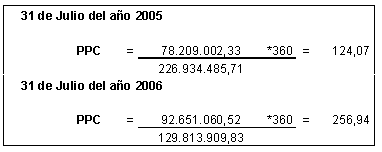 31 de Julio del año 2005
PPC = 78.209.002,33 *360 = 124,07
226.934.485,71
31 de Julio del año 2006
PPC = 92.651.060,52 *360 = 256,94
129.813.909,83